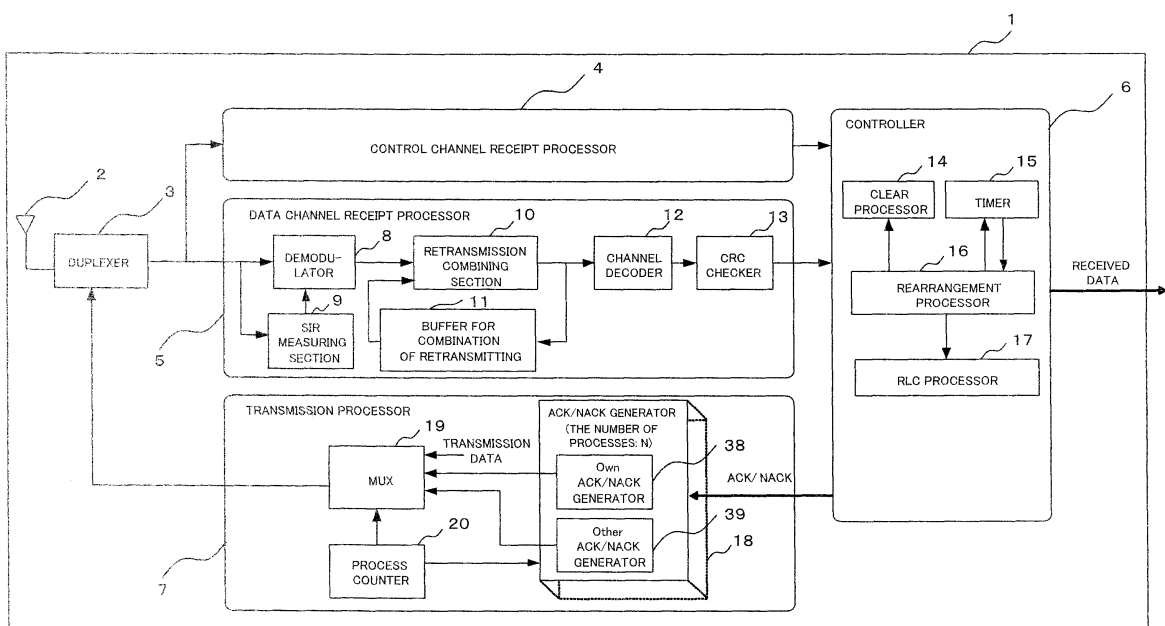 1
4
CONTROL CHANNEL RECEIPT PROCESSOR
6
CONTROLLER
14
CLEAR
PROCESSOR
15
TIMER
16
REARRANGEMENT
PROCESSOR
17
RLC PROCESSOR
RECEIVED
DATA
2
3
DUPLEXER
DATA CHANNEL RECEIPT PROCESSOR
5
DEMODU-
LATOR
8
9
SIR
MEASURING
SECTION
10
RETRANSMISSION
COMBINING
SECTION
11
BUFFER FOR
COMBINATION
OF RETRANSMITTING
12
CHANNEL
DECODER
13
CRC
CHECKER
TRANSMISSION PROCESSOR
7
19
MUX
TRANSMISSION
DATA
20
PROCESS
COUNTER
ACK/NACK GENERATOR
(THE NUMBER OF
PROCESSES: N)
38
Own
ACK/NACK
GENERATOR
39
Other
ACK/NACK
GENERATOR
18
ACK/NACK